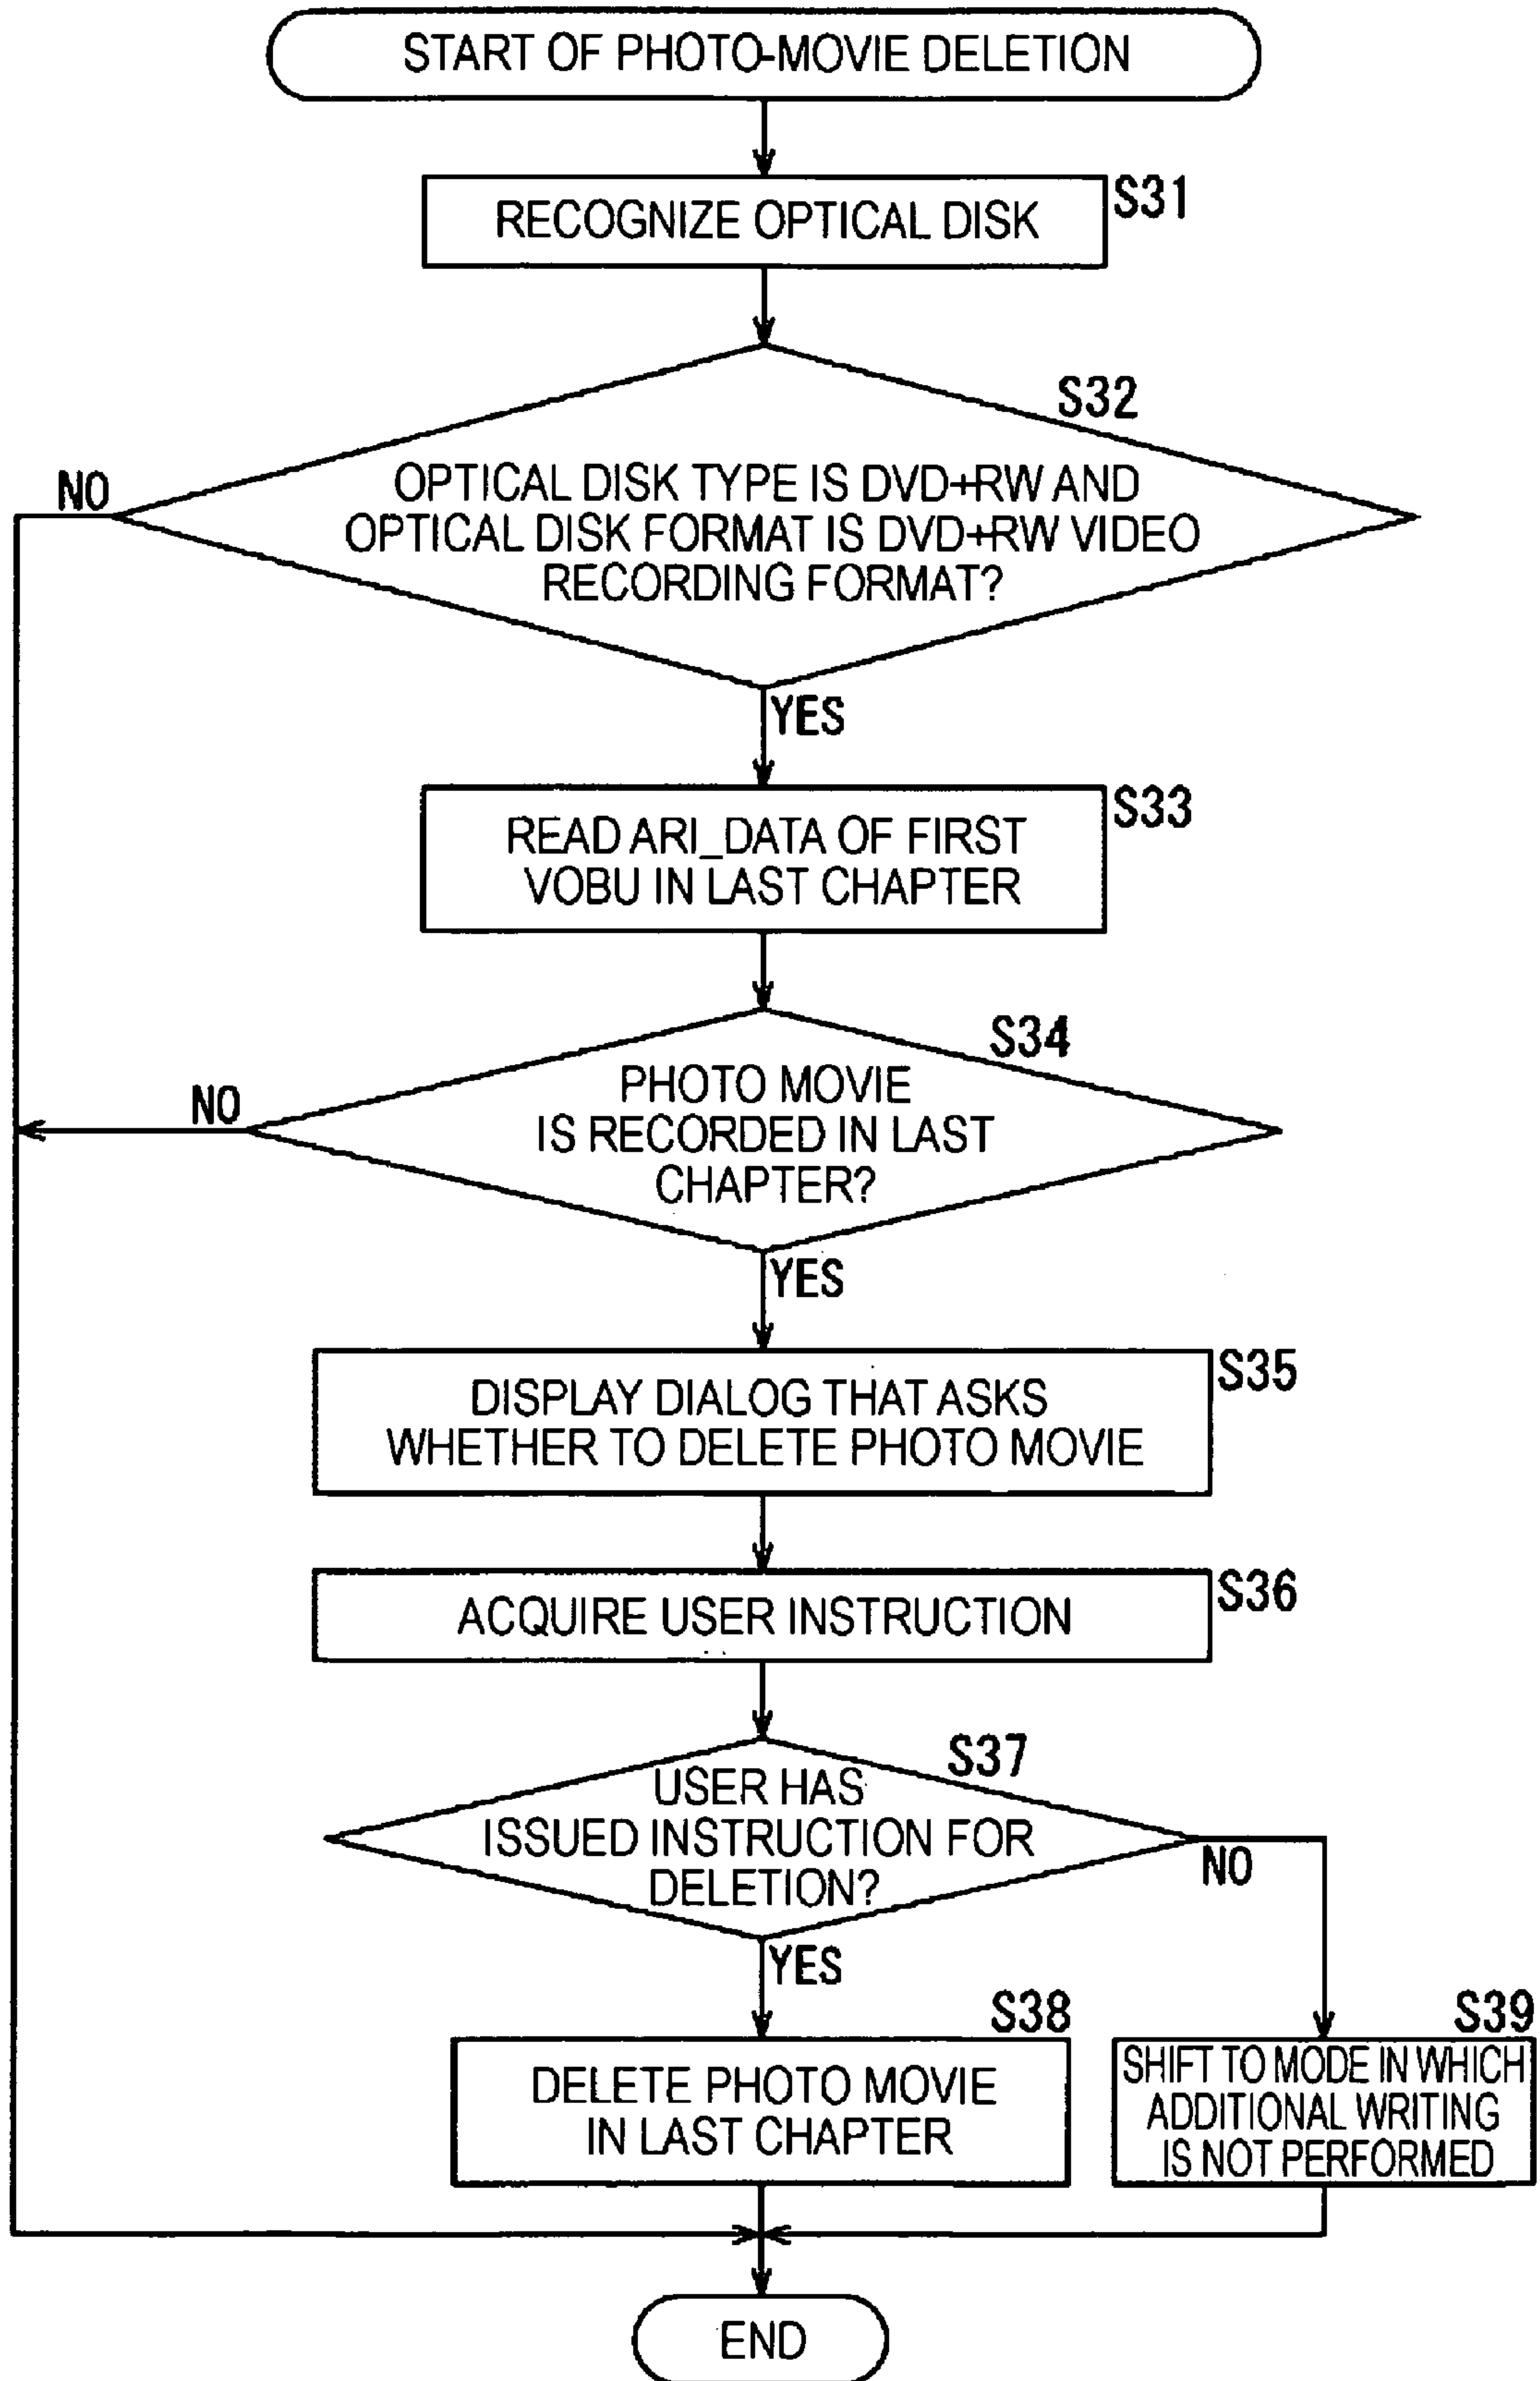 START OF PHOTO-MOVIE DELETION
RECOGNIZE OPTICAL DISK
S31
S32
OPTICAL DISK TYPE IS DVD+RW AND
OPTICAL DISK FORMAT IS DVD+RW VIDEO
RECORDING FORMAT?
NO
YES
READ ARI_DATA OF FIRST
VOBU IN LAST CHAPTER
S33
S34
PHOTO MOVIE
IS RECORDED IN LAST
CHAPTER?
NO
YES
DISPLAY DIALOG THAT ASKS
WHETHER TO DELETE PHOTO MOVIE
S35
ACQUIRE USER INSTRUCTION
S36
S37
USER HAS
ISSUED INSTRUCTION FOR
DELETION?
NO
YES
S38
DELETE PHOTO MOVIE
IN LAST CHAPTER
S39
SHIFT TO MODE IN WHICH
ADDITIONAL WRITING
IS NOT PERFORMED
END